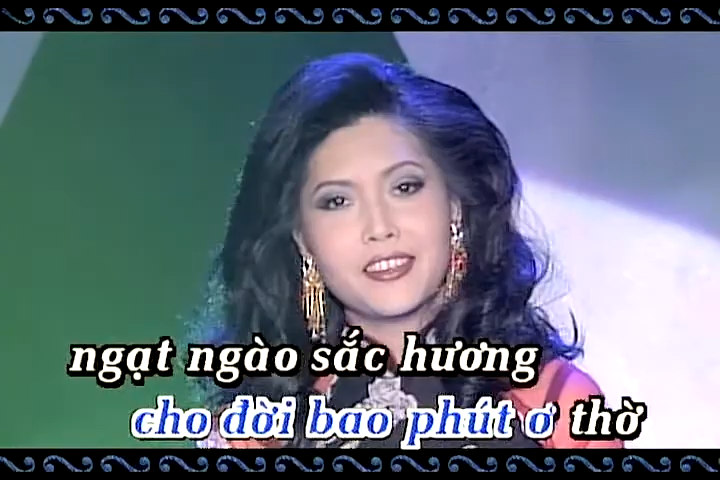 ngạt ngào sắc hương
cho đời bao phút ơ thờ